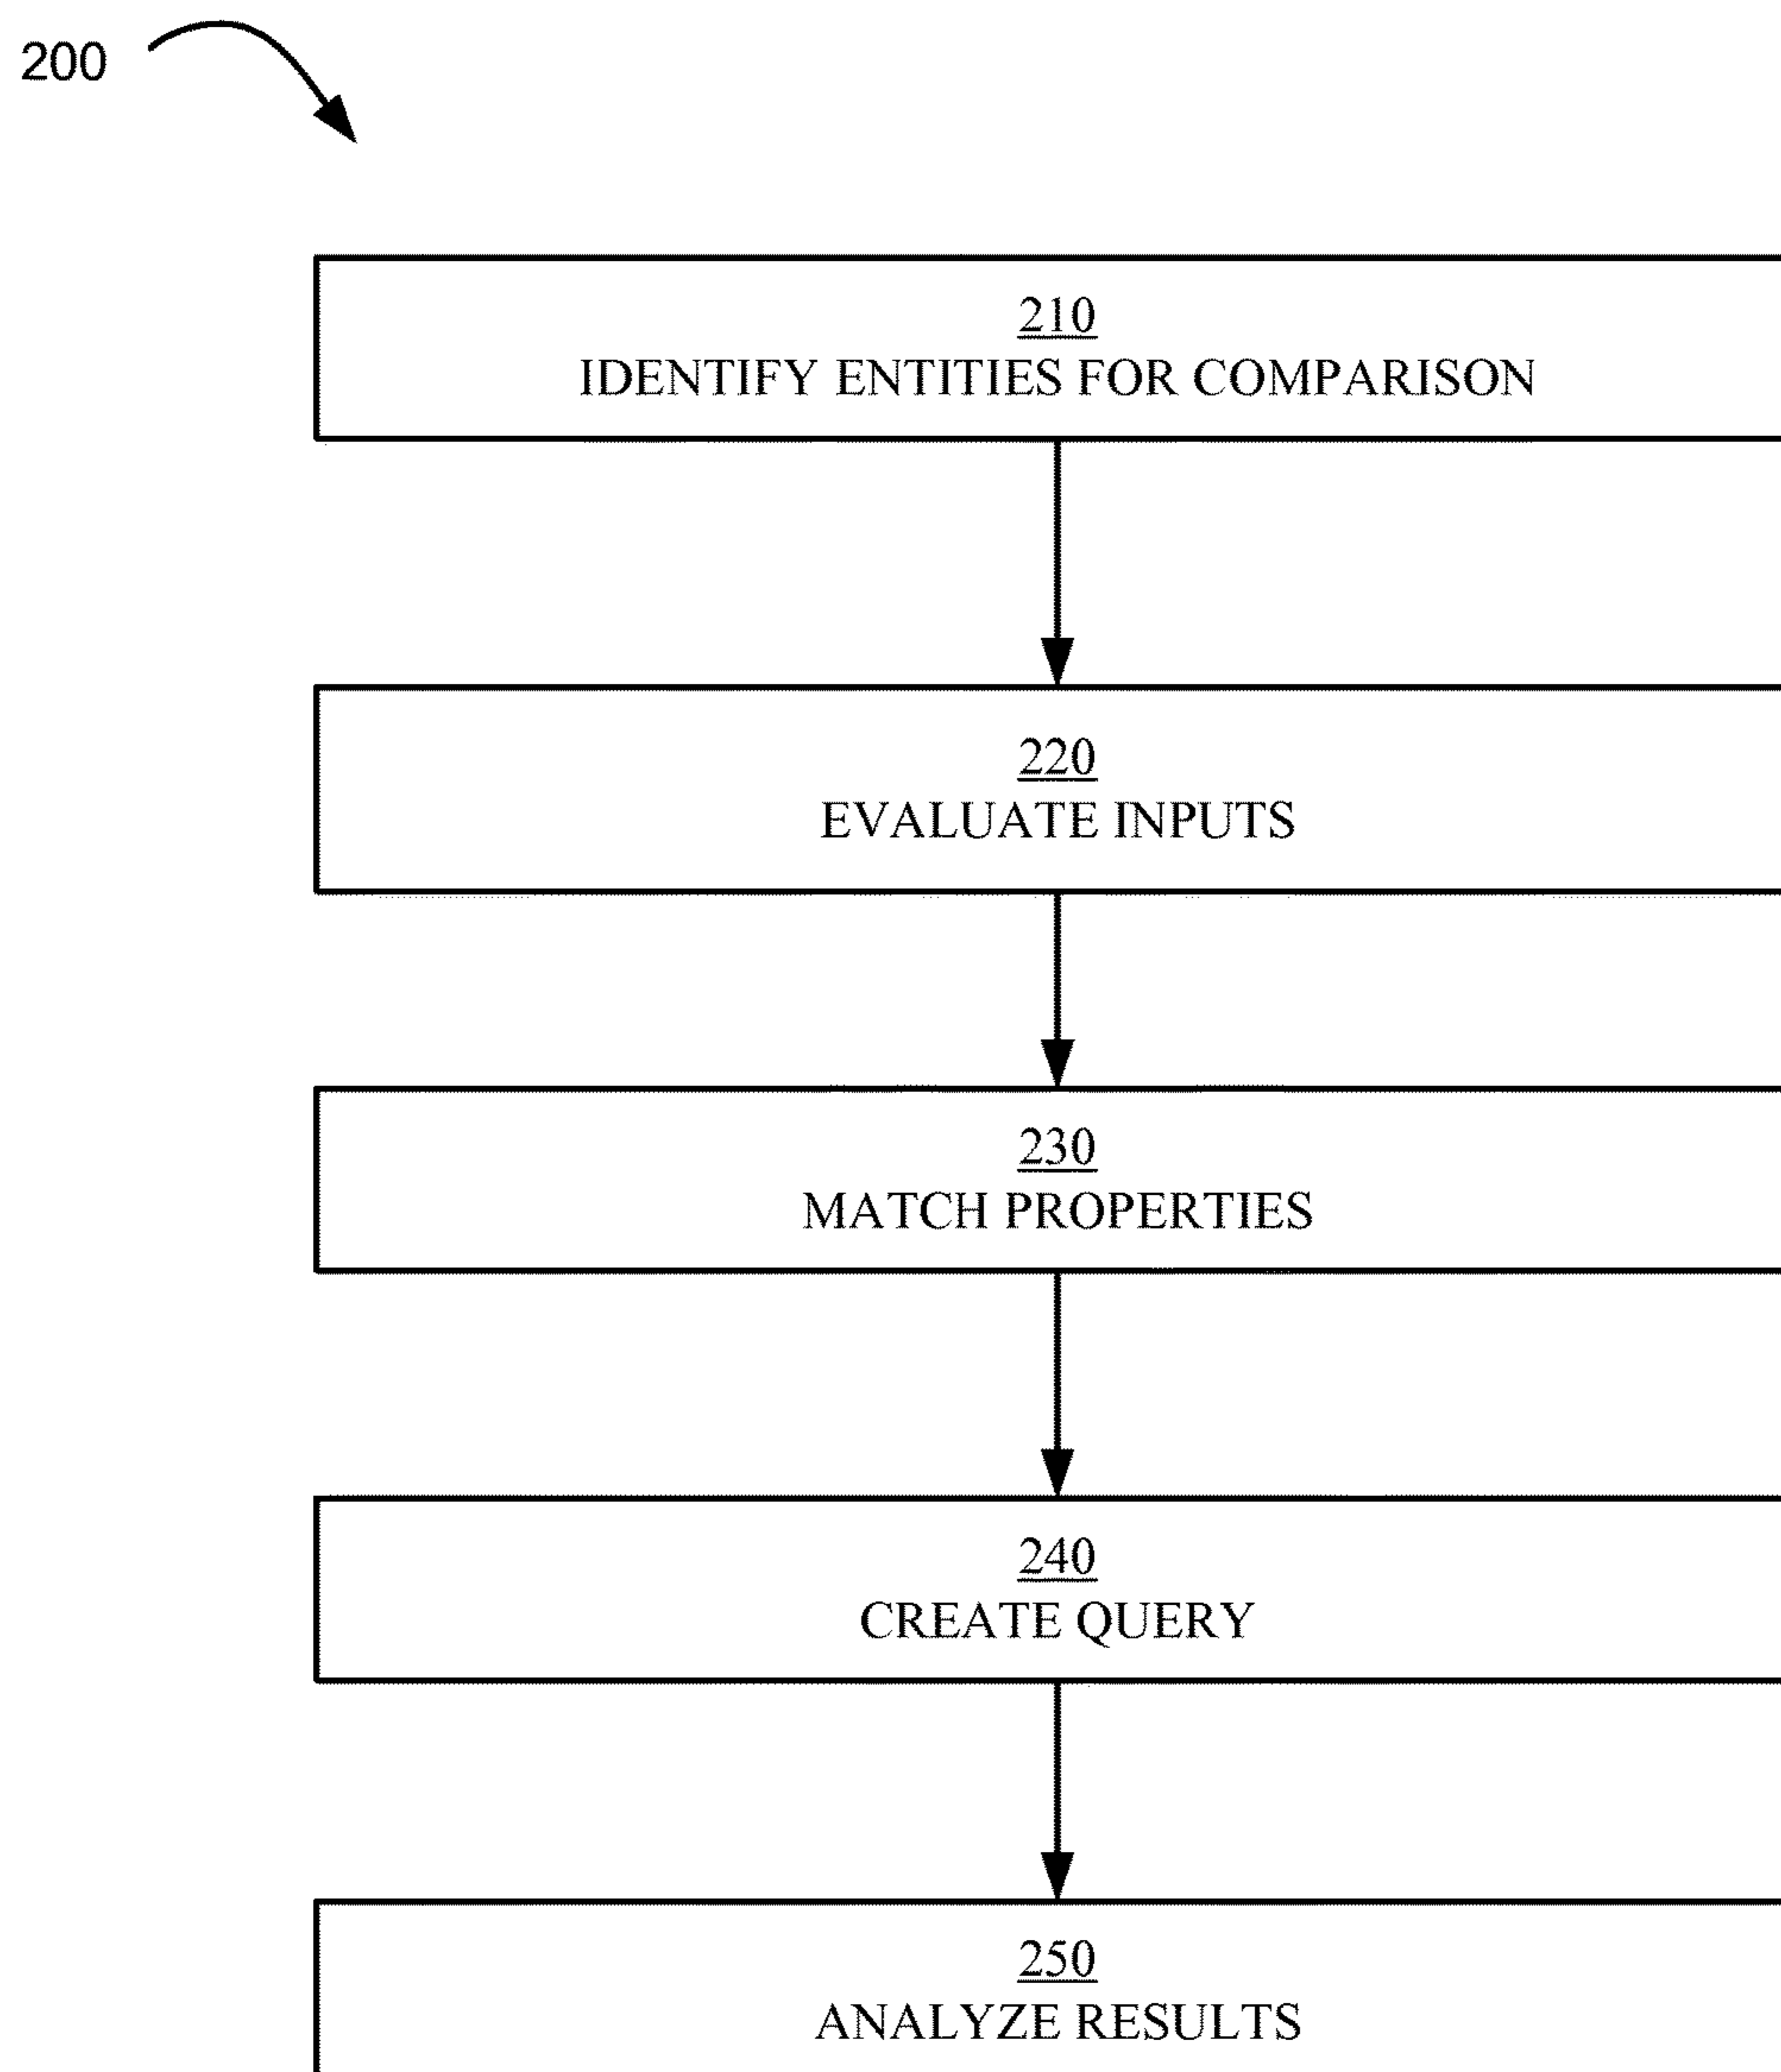 200
210
IDENTIFY ENTITIES FOR COMPARISON
220
EVALUATE INPUTS
230
MATCH PROPERTIES
240
CREATE QUERY
250
ANALYZE RESULTS